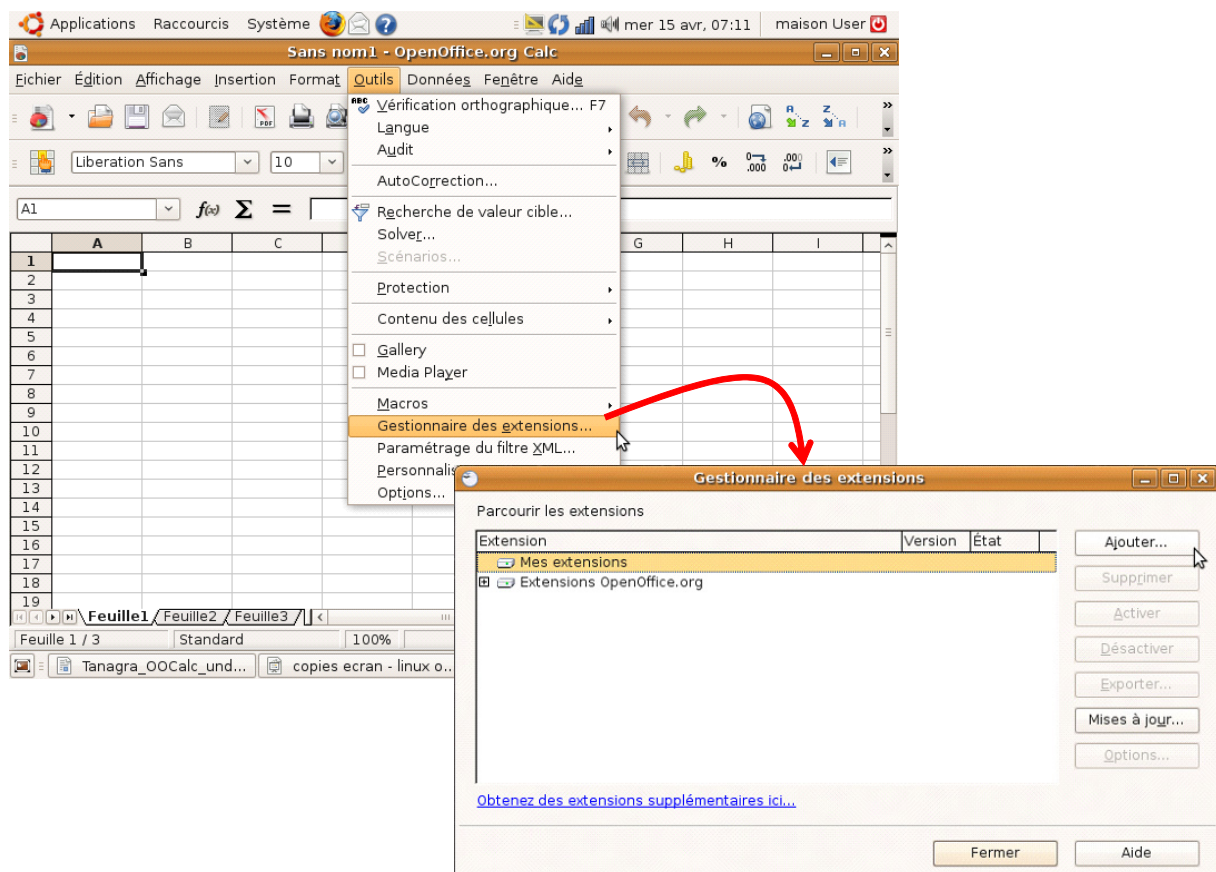 Applications Raccourcis Système mer 15 avr, 07:11 maison User
Sans nom1 - OpenOffice.org Calc
Fichier Édition Affichage Insertion Format Outils Données Fenêtre Aide
ABC Vérification orthographique... F7
Langue
Audit
AutoCorrection...
Recherche de valeur cible...
Solver...
Scénarios...
Protection
Contenu des cellules
Gallery
Media Player
Macros
Gestionnaire des extensions...
Paramétrage du filtre XML...
Personnalis
Options...
PDF
A Z Z A
Liberation Sans 10 % 0 .000 .000 0
A1 f(x) Σ =
A B C G H I
1
2
3
4
5
6
7
8
9
10
11
12
13
14
15
16
17
18
19
Feuille1 Feuille2 Feuille3
Feuille 1 / 3 Standard 100%
Tanagra_OOCalc_und... copies ecran - linux o...
Gestionnaire des extensions
Parcourir les extensions
Extension Version État
Mes extensions
Extensions OpenOffice.org
Ajouter...
Supprimer
Activer
Désactiver
Exporter...
Mises à jour...
Options...
Obtenez des extensions supplémentaires ici...
Fermer Aide